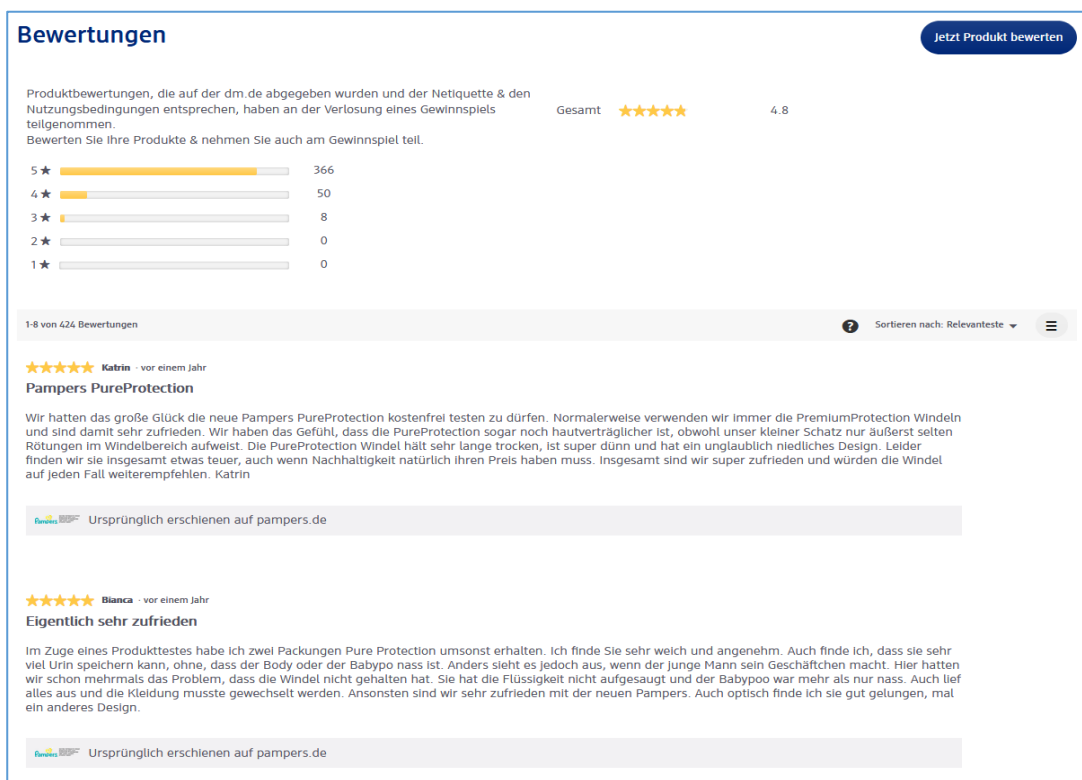 Bewertungen
Jetzt Produkt bewerten
Produktbewertungen, die auf der dm.de abgegeben wurden und der Netiquette & den
Nutzungsbedingungen entsprechen, haben an der Verlosung eines Gewinnspiels
teilgenommen.
Bewerten Sie Ihre Produkte & nehmen Sie auch am Gewinnspiel teil.
Gesamt 4.8
5 ★ 366
4 ★ 50
3 ★ 8
2 ★ 0
1 ★ 0
1-8 von 424 Bewertungen
? Sortieren nach: Relevanteste ▼ ≡
★★★★★ Katrin · vor einem Jahr
Pampers PureProtection
Wir hatten das große Glück die neue Pampers PureProtection kostenfrei testen zu dürfen. Normalerweise verwenden wir immer die PremiumProtection Windeln
und sind damit sehr zufrieden. Wir haben das Gefühl, dass die PureProtection sogar noch hautverträglicher ist, obwohl unser kleiner Schatz nur äußerst selten
Rötungen im Windelbereich aufweist. Die PureProtection Windel hält sehr lange trocken, ist super dünn und hat ein unglaublich niedliches Design. Leider
finden wir sie insgesamt etwas teuer, auch wenn Nachhaltigkeit natürlich ihren Preis haben muss. Insgesamt sind wir super zufrieden und würden die Windel
auf jeden Fall weiterempfehlen. Katrin
Pampers Ursprünglich erschienen auf pampers.de
★★★★★ Bianca · vor einem Jahr
Eigentlich sehr zufrieden
Im Zuge eines Produkttestes habe ich zwei Packungen Pure Protection umsonst erhalten. Ich finde Sie sehr weich und angenehm. Auch finde ich, dass sie sehr
viel Urin speichern kann, ohne, dass der Body oder der Babypo nass ist. Anders sieht es jedoch aus, wenn der junge Mann sein Geschäftchen macht. Hier hatten
wir schon mehrmals das Problem, dass die Windel nicht gehalten hat. Sie hat die Flüssigkeit nicht aufgesaugt und der Babypoo war mehr als nur nass. Auch lief
alles aus und die Kleidung musste gewechselt werden. Ansonsten sind wir sehr zufrieden mit der neuen Pampers. Auch optisch finde ich sie gut gelungen, mal
ein anderes Design.
Pampers Ursprünglich erschienen auf pampers.de